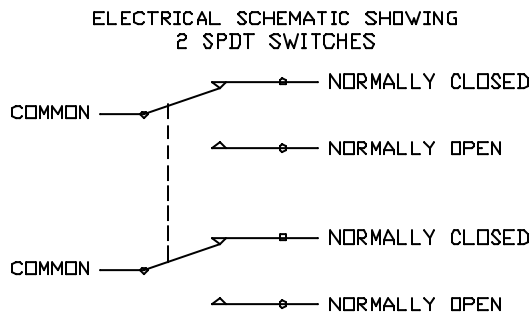 ELECTRICAL SCHEMATIC SHOWING
2 SPDT SWITCHES
NORMALLY CLOSED
COMMON
NORMALLY OPEN
NORMALLY CLOSED
COMMON
NORMALLY OPEN